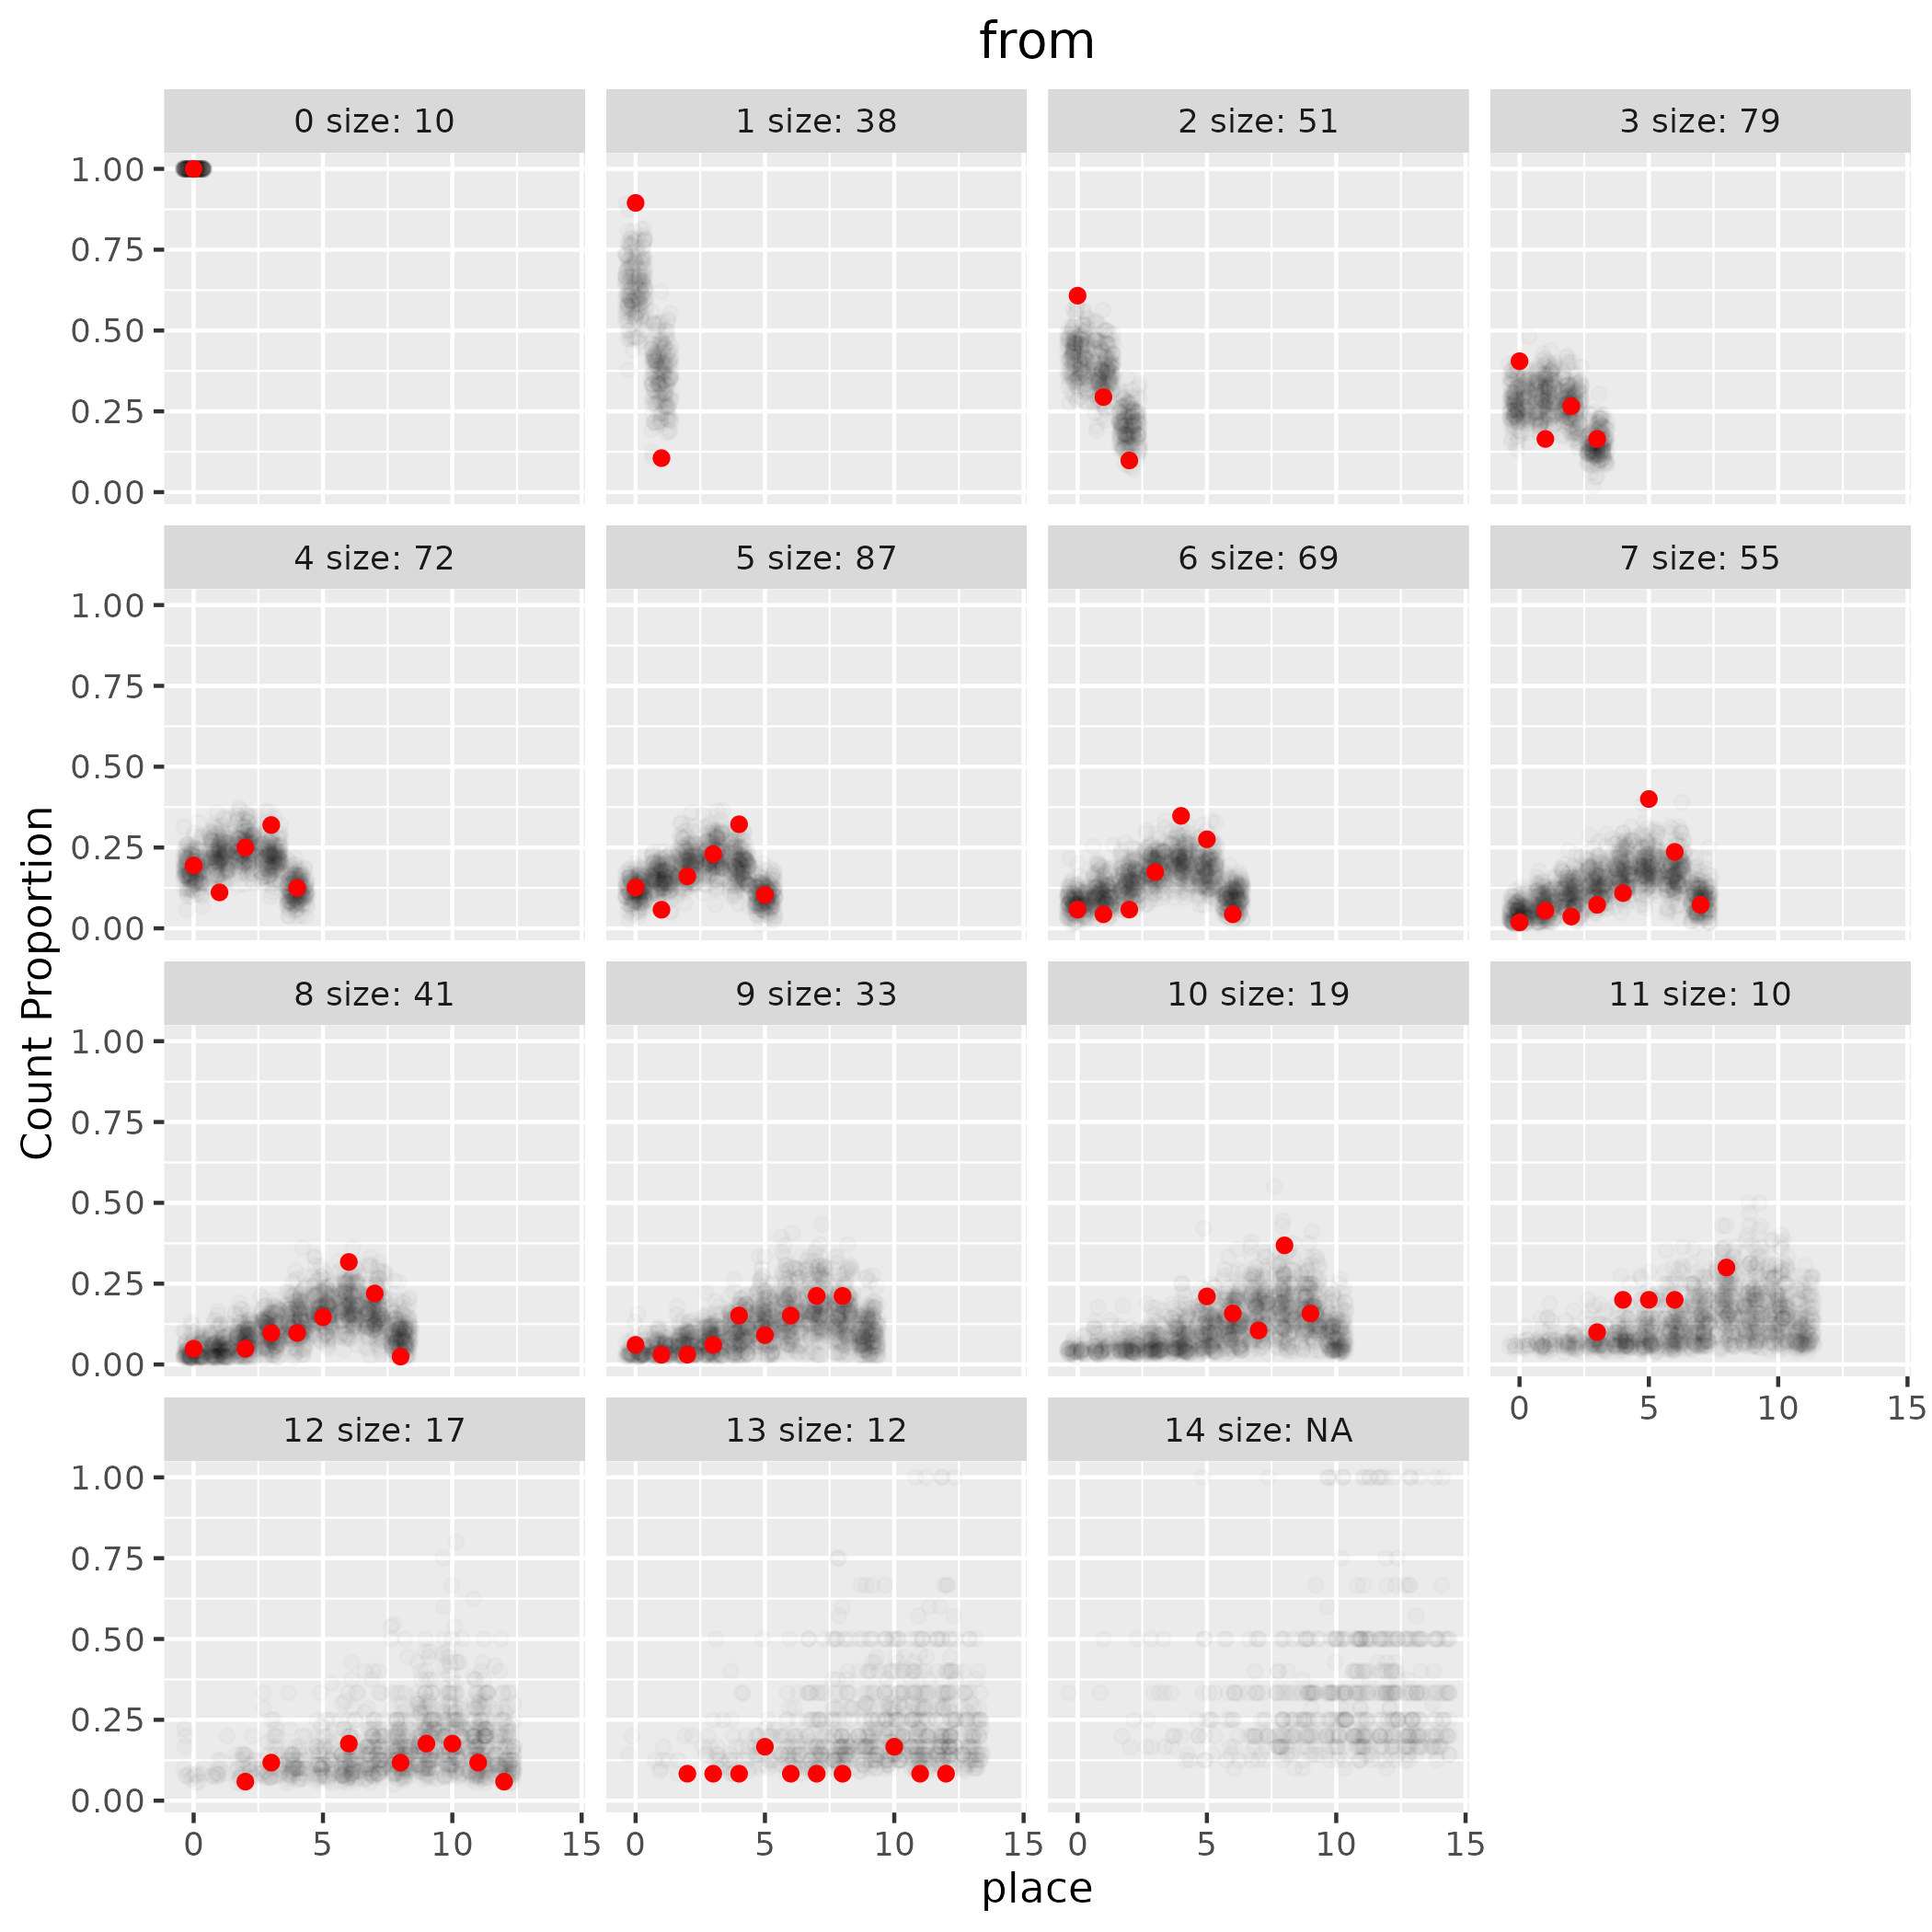 from
0 size: 10
1 size: 38
2 size: 51
3 size: 79
1.00
0.75
0.50
0.25
0.00
4 size: 72
5 size: 87
6 size: 69
7 size: 55
1.00
0.75
0.50
0.25
0.00
8 size: 41
9 size: 33
10 size: 19
11 size: 10
1.00
0.75
0.50
0.25
0.00
0 5 10 15
12 size: 17
13 size: 12
14 size: NA
1.00
0.75
0.50
0.25
0.00
0 5 10 15
0 5 10 15
0 5 10 15
Count Proportion
place